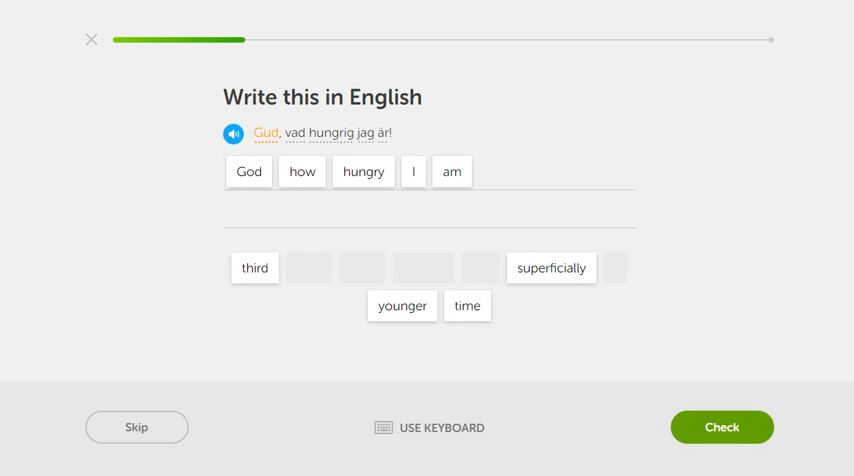 Write this in English
Gud, vad hungrig jag är!
God how hungry I am
third superficially
younger time
Skip USE KEYBOARD Check